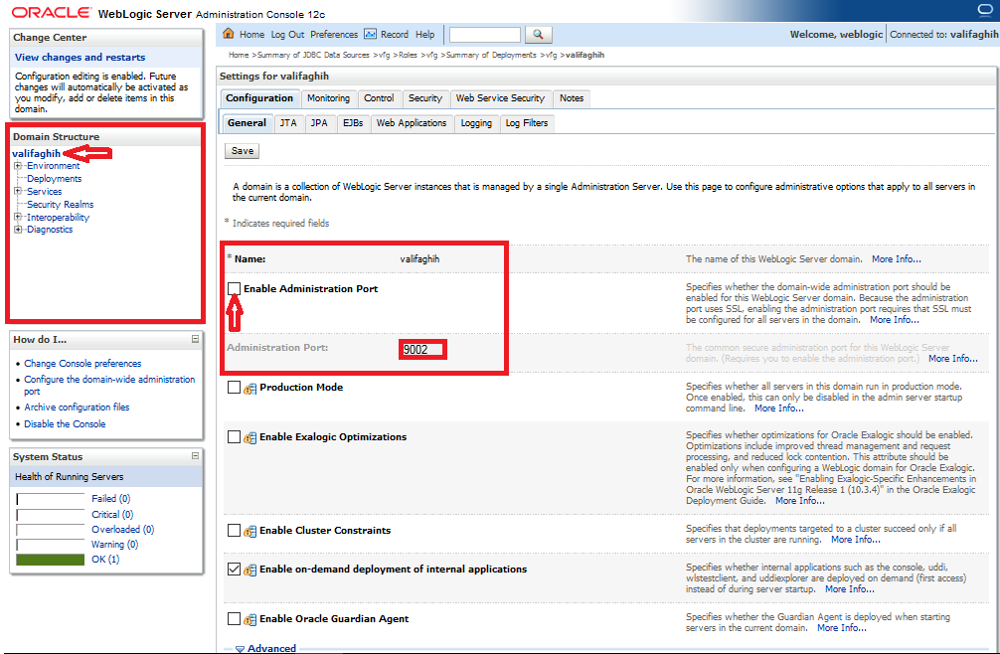 ORACLE WebLogic Server Administration Console 12c
Change Center
View changes and restarts
Configuration editing is enabled. Future
changes will automatically be activated as
you modify, add or delete items in this
domain.
Domain Structure
valifaghih
Environment
Deployments
Services
Security Realms
Interoperability
Diagnostics
How do I...
Change Console preferences
Configure the domain-wide administration
port
Archive configuration files
Disable the Console
System Status
Health of Running Servers
Failed (0)
Critical (0)
Overloaded (0)
Warning (0)
OK (1)
Home Log Out Preferences Record Help
Welcome, weblogic Connected to: valifaghih
Home >Summary of JDBC Data Sources >vfg >Roles >vfg >Summary of Deployments >vfg >valifaghih
Settings for valifaghih
Configuration Monitoring Control Security Web Service Security Notes
General JTA JPA EJBs Web Applications Logging Log Filters
Save
A domain is a collection of WebLogic Server instances that is managed by a single Administration Server. Use this page to configure administrative options that apply to all servers in
the current domain.
* Indicates required fields
* Name: valifaghih
The name of this WebLogic Server domain. More Info...
Enable Administration Port
Specifies whether the domain-wide administration port should be
enabled for this WebLogic Server domain. Because the administration
port uses SSL, enabling the administration port requires that SSL must
be configured for all servers in the domain. More Info...
Administration Port: 9002
The common secure administration port for this WebLogic Server
domain. (Requires you to enable the administration port.) More Info...
Production Mode
Specifies whether all servers in this domain run in production mode.
Once enabled, this can only be disabled in the admin server startup
command line. More Info...
Enable Exalogic Optimizations
Specifies whether optimizations for Oracle Exalogic should be enabled.
Optimizations include improved thread management and request
processing, and reduced lock contention. This attribute should be
enabled only when configuring a WebLogic domain for Oracle Exalogic.
For more information, see "Enabling Exalogic-Specific Enhancements in
Oracle WebLogic Server 11g Release 1 (10.3.4)" in the Oracle Exalogic
Deployment Guide. More Info...
Enable Cluster Constraints
Specifies that deployments targeted to a cluster succeed only if all
servers in the cluster are running. More Info...
Enable on-demand deployment of internal applications
Specifies whether internal applications such as the console, uddi,
wlstestclient, and uddiexplorer are deployed on demand (first access)
instead of during server startup. More Info...
Enable Oracle Guardian Agent
Specifies whether the Guardian Agent is deployed when starting
servers in the current domain. More Info...
Advanced